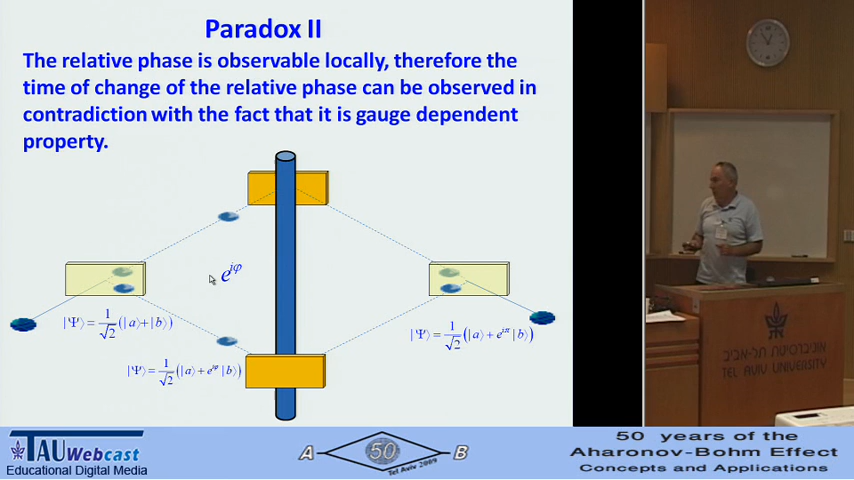 Paradox II
The relative phase is observable locally, therefore the
time of change of the relative phase can be observed in
contradiction with the fact that it is gauge dependent
property.
e^{iφ}
|Ψ⟩ = 1/√2 (|a⟩+|b⟩)
|Ψ⟩ = 1/√2 (|a⟩+e^{iφ}|b⟩)
|Ψ⟩ = 1/√2 (|a⟩+e^{iπ}|b⟩)
אוניברסיטת תל-אביב
TEL AVIV UNIVERSITY
TAU Webcast
Educational Digital Media
A 50 B
Tel Aviv 2009
50 years of the
Aharonov-Bohm Effect
Concepts and Applications